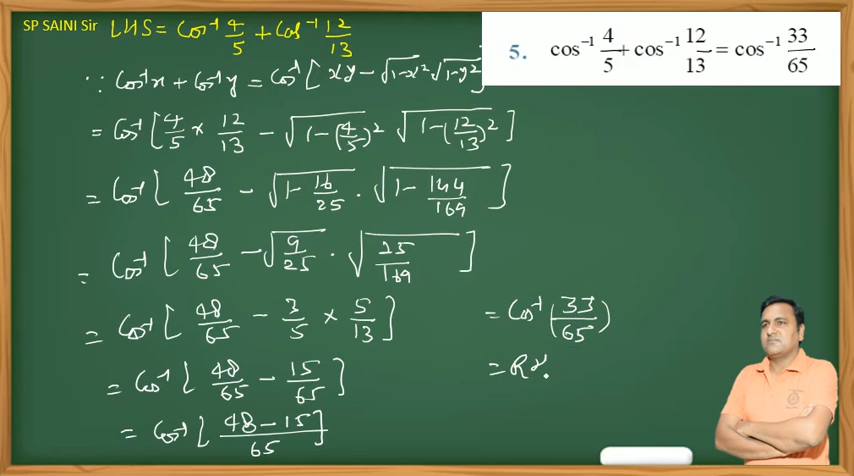 SP SAINI Sir LHS = cos⁻¹ 4/5 + cos⁻¹ 12/13
5. cos⁻¹ 4/5 + cos⁻¹ 12/13 = cos⁻¹ 33/65
∵ cos⁻¹x + cos⁻¹y = cos⁻¹[xy − √(1−x²) √(1−y²)]
= cos⁻¹[4/5 × 12/13 − √(1−(4/5)²) √(1−(12/13)²)]
= cos⁻¹[48/65 − √(1−16/25) · √(1−144/169)]
= cos⁻¹[48/65 − √(9/25) · √(25/169)]
= cos⁻¹[48/65 − 3/5 × 5/13]
= cos⁻¹[48/65 − 15/65]
= cos⁻¹[(48−15)/65]
= cos⁻¹(33/65)